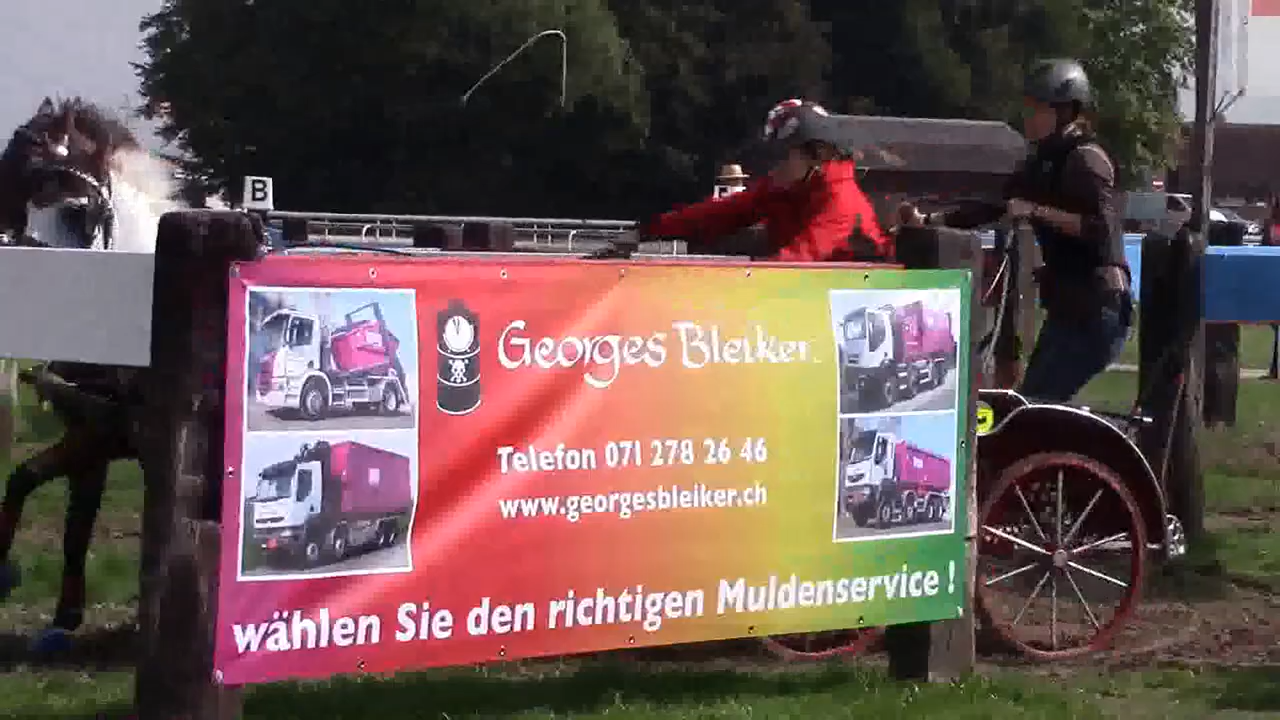 B
Georges Bleiker
Telefon 071 278 26 46
www.georgesbleiker.ch
wählen Sie den richtigen Muldenservice !